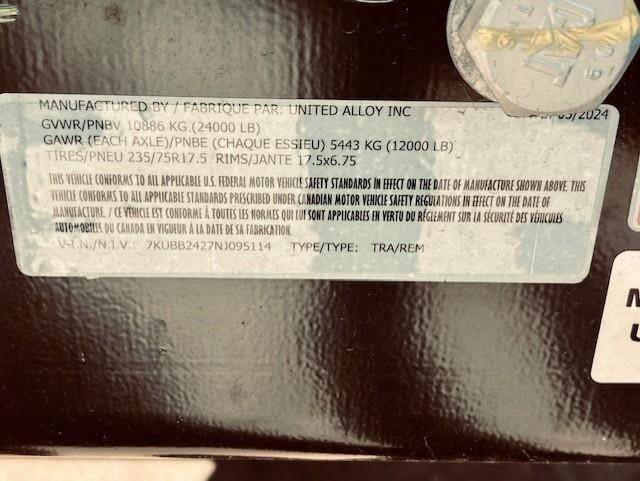 MANUFACTURED BY / FABRIQUE PAR: UNITED ALLOY INC
03/2024
GVWR/PNBV 10886 KG (24000 LB)
GAWR (EACH AXLE)/PNBE (CHAQUE ESSIEU) 5443 KG (12000 LB)
TIRES/PNEU 235/75R17.5 RIMS/JANTE 17.5x6.75
THIS VEHICLE CONFORMS TO ALL APPLICABLE U.S. FEDERAL MOTOR VEHICLE SAFETY STANDARDS IN EFFECT ON THE DATE OF MANUFACTURE SHOWN ABOVE. THIS
VEHICLE CONFORMS TO ALL APPLICABLE STANDARDS PRESCRIBED UNDER CANADIAN MOTOR VEHICLE SAFETY REGULATIONS IN EFFECT ON THE DATE OF
MANUFACTURE. / CE VÉHICULE EST CONFORME À TOUTES LES NORMES QUI LUI SONT APPLICABLES EN VERTU DU RÉGLEMENT SUR LA SÉCURITÉ DES VÉHICULES
AUTOMOBILES DU CANADA EN VIGUEUR À LA DATE DE SA FABRICATION.
V.I.N./N.I.V.: 7KUBB2427NJ095114 TYPE/TYPE: TRA/REM